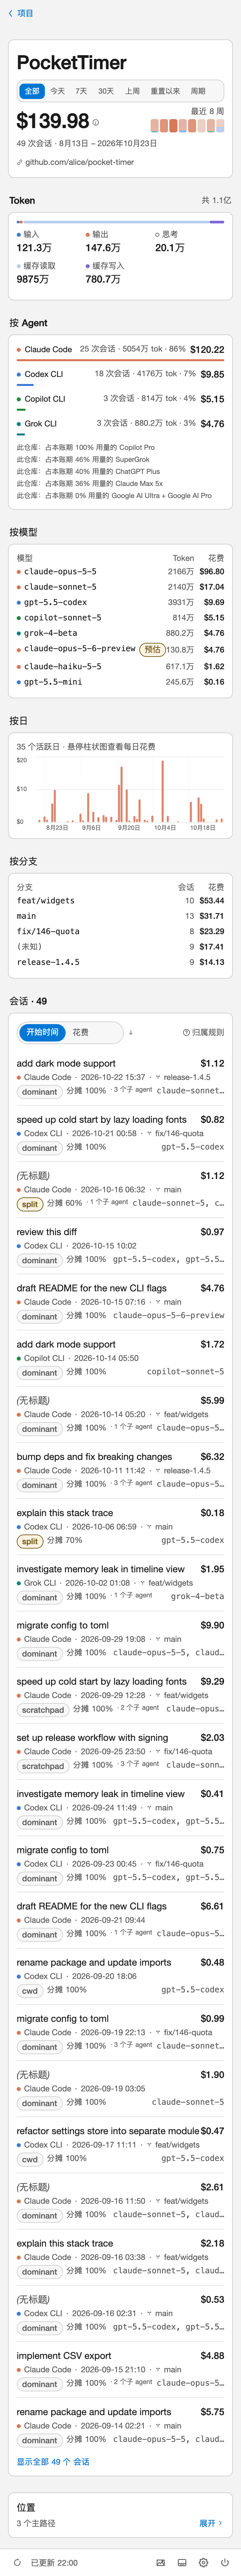 项目
PocketTimer
全部 今天 7天 30天 上周 重置以来 周期
$139.98 最近 8 周
49 次会话 · 8月13日 – 2026年10月23日
github.com/alice/pocket-timer
Token 共 1.1亿
输入 输出 思考
121.3万 147.6万 20.1万
缓存读取 缓存写入
9875万 780.7万
按 Agent
Claude Code 25 次会话 · 5054万 tok · 86% $120.22
Codex CLI 18 次会话 · 4176万 tok · 7% $9.85
Copilot CLI 3 次会话 · 814万 tok · 4% $5.15
Grok CLI 3 次会话 · 880.2万 tok · 3% $4.76
此仓库: 占本账期 100% 用量的 Copilot Pro
此仓库: 占本账期 46% 用量的 SuperGrok
此仓库: 占本账期 40% 用量的 ChatGPT Plus
此仓库: 占本账期 36% 用量的 Claude Max 5x
此仓库: 占本账期 0% 用量的 Google AI Ultra + Google AI Pro
按模型
模型 Token 花费
claude-opus-5-5 2166万 $96.80
claude-sonnet-5 2140万 $17.04
gpt-5.5-codex 3931万 $9.69
copilot-sonnet-5 814万 $5.15
grok-4-beta 880.2万 $4.76
claude-opus-5-6-preview 预估 130.8万 $4.76
claude-haiku-5-5 617.1万 $1.62
gpt-5.5-mini 245.6万 $0.16
按日
35 个活跃日 · 悬停柱状图查看每日花费
$20
$10
$0
8月23日 9月6日 9月20日 10月4日 10月18日
按分支
分支 会话 花费
feat/widgets 10 $53.44
main 13 $31.71
fix/146-quota 8 $23.29
(未知) 9 $17.41
release-1.4.5 9 $14.13
会话 · 49
开始时间 花费 ↓ 归属规则
add dark mode support $1.12
Claude Code · 2026-10-22 15:37 · release-1.4.5
dominant 分摊 100% · 3 个子 agent claude-sonnet…
speed up cold start by lazy loading fonts $0.82
Codex CLI · 2026-10-21 00:58 · fix/146-quota
dominant 分摊 100% gpt-5.5-codex
(无标题) $1.12
Claude Code · 2026-10-16 06:32 · main
split 分摊 60% · 1 个子 agent claude-sonnet-5, c…
review this diff $0.97
Codex CLI · 2026-10-15 10:02
dominant 分摊 100% gpt-5.5-codex, gpt-5.5…
draft README for the new CLI flags $4.76
Claude Code · 2026-10-15 07:16 · main
dominant 分摊 100% claude-opus-5-6-preview
add dark mode support $1.72
Copilot CLI · 2026-10-14 05:50
dominant 分摊 100% copilot-sonnet-5
(无标题) $5.99
Claude Code · 2026-10-14 05:20 · feat/widgets
dominant 分摊 100% · 1 个子 agent claude-opus-5…
bump deps and fix breaking changes $6.32
Claude Code · 2026-10-11 11:42 · release-1.4.5
dominant 分摊 100% · 3 个子 agent claude-opus-5…
explain this stack trace $0.18
Codex CLI · 2026-10-06 06:59 · main
split 分摊 70% gpt-5.5-codex
investigate memory leak in timeline view $1.95
Grok CLI · 2026-10-02 01:08 · feat/widgets
dominant 分摊 100% · 1 个子 agent grok-4-beta
migrate config to toml $9.90
Claude Code · 2026-09-29 19:08 · main
dominant 分摊 100% claude-opus-5-5, claud…
speed up cold start by lazy loading fonts $9.29
Claude Code · 2026-09-29 12:28 · feat/widgets
scratchpad 分摊 100% · 2 个子 agent claude-opus…
set up release workflow with signing $2.03
Claude Code · 2026-09-25 23:50 · fix/146-quota
scratchpad 分摊 100% · 3 个子 agent claude-sonn…
investigate memory leak in timeline view $0.41
Codex CLI · 2026-09-24 11:49 · main
dominant 分摊 100% gpt-5.5-codex, gpt-5.5…
migrate config to toml $0.75
Codex CLI · 2026-09-23 00:45 · fix/146-quota
dominant 分摊 100% gpt-5.5-codex, gpt-5.5…
draft README for the new CLI flags $6.61
Claude Code · 2026-09-21 09:44
dominant 分摊 100% · 1 个子 agent claude-opus-5…
rename package and update imports $0.48
Codex CLI · 2026-09-20 18:06
cwd 分摊 100% gpt-5.5-codex
migrate config to toml $0.99
Claude Code · 2026-09-19 22:13 · fix/146-quota
dominant 分摊 100% · 3 个子 agent claude-sonnet…
(无标题) $1.90
Claude Code · 2026-09-19 03:05
dominant 分摊 100% claude-sonnet-5
refactor settings store into separate module $0.47
Codex CLI · 2026-09-17 11:11 · feat/widgets
cwd 分摊 100% gpt-5.5-codex
(无标题) $2.61
Claude Code · 2026-09-16 11:50 · feat/widgets
dominant 分摊 100% claude-sonnet-5, claud…
explain this stack trace $2.18
Claude Code · 2026-09-16 03:38 · feat/widgets
dominant 分摊 100% claude-sonnet-5, claud…
(无标题) $0.53
Codex CLI · 2026-09-16 02:31 · main
dominant 分摊 100% gpt-5.5-codex, gpt-5.5…
implement CSV export $4.88
Claude Code · 2026-09-15 21:10 · main
dominant 分摊 100% · 2 个子 agent claude-opus-5…
rename package and update imports $5.75
Claude Code · 2026-09-14 02:21 · main
dominant 分摊 100% claude-opus-5-5, claud…
显示全部 49 个 会话
位置
3 个主路径 展开
已更新 22:00